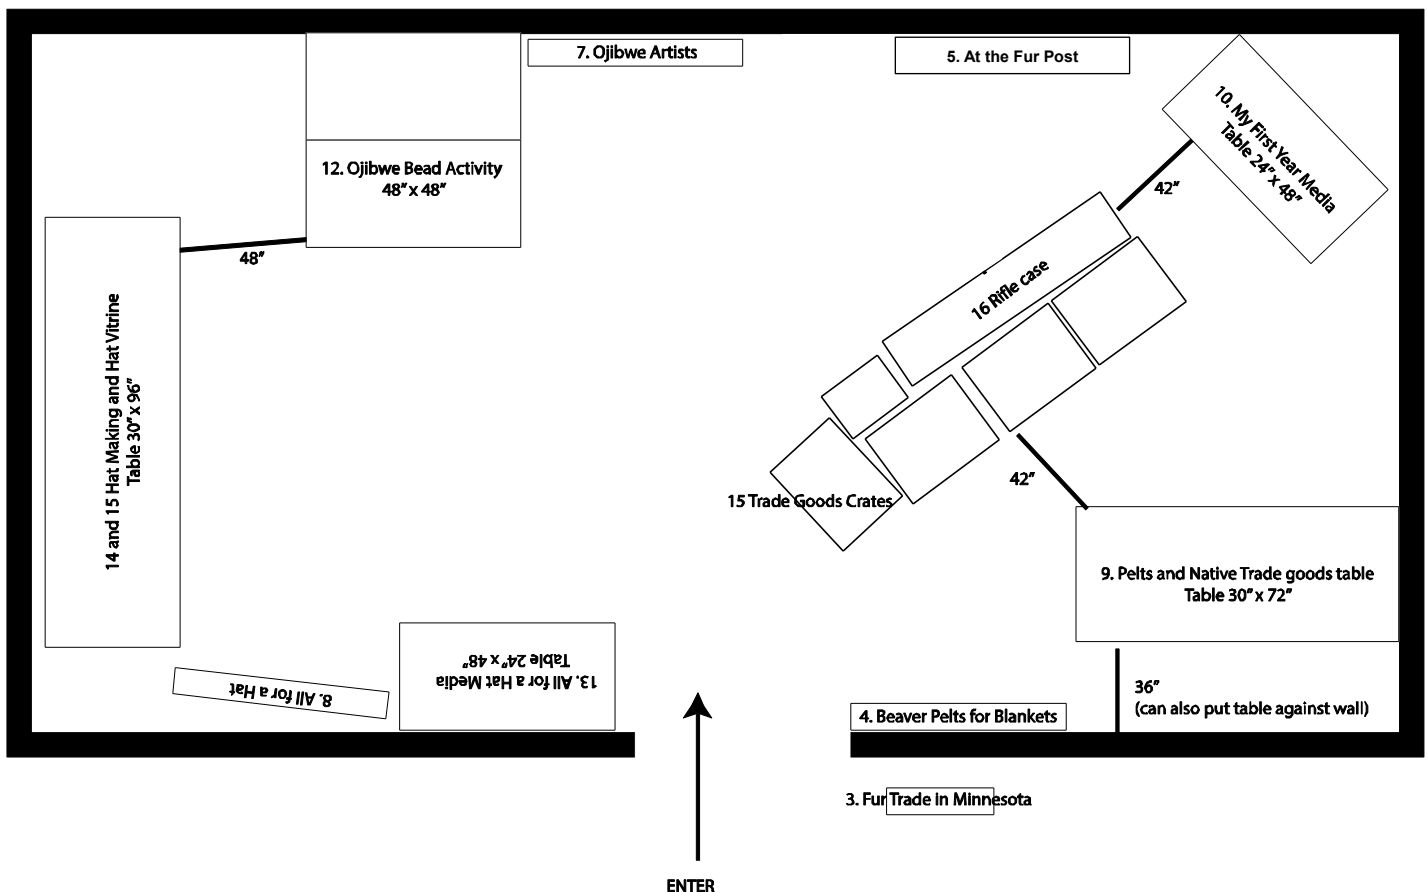 7. Ojibwe Artists
5. At the Fur Post
10. My First Year Media
Table 24” x 48”
12. Ojibwe Bead Activity
48” x 48”
42”
48”
16 Rifle case
14 and 15 Hat Making and Hat Vitrine
Table 30” x 96”
15 Trade Goods Crates
42”
9. Pelts and Native Trade goods table
Table 30” x 72”
13. All for a Hat Media
Table 24” x 48”
8. All for a Hat
36”
(can also put table against wall)
4. Beaver Pelts for Blankets
3. Fur Trade in Minnesota
ENTER